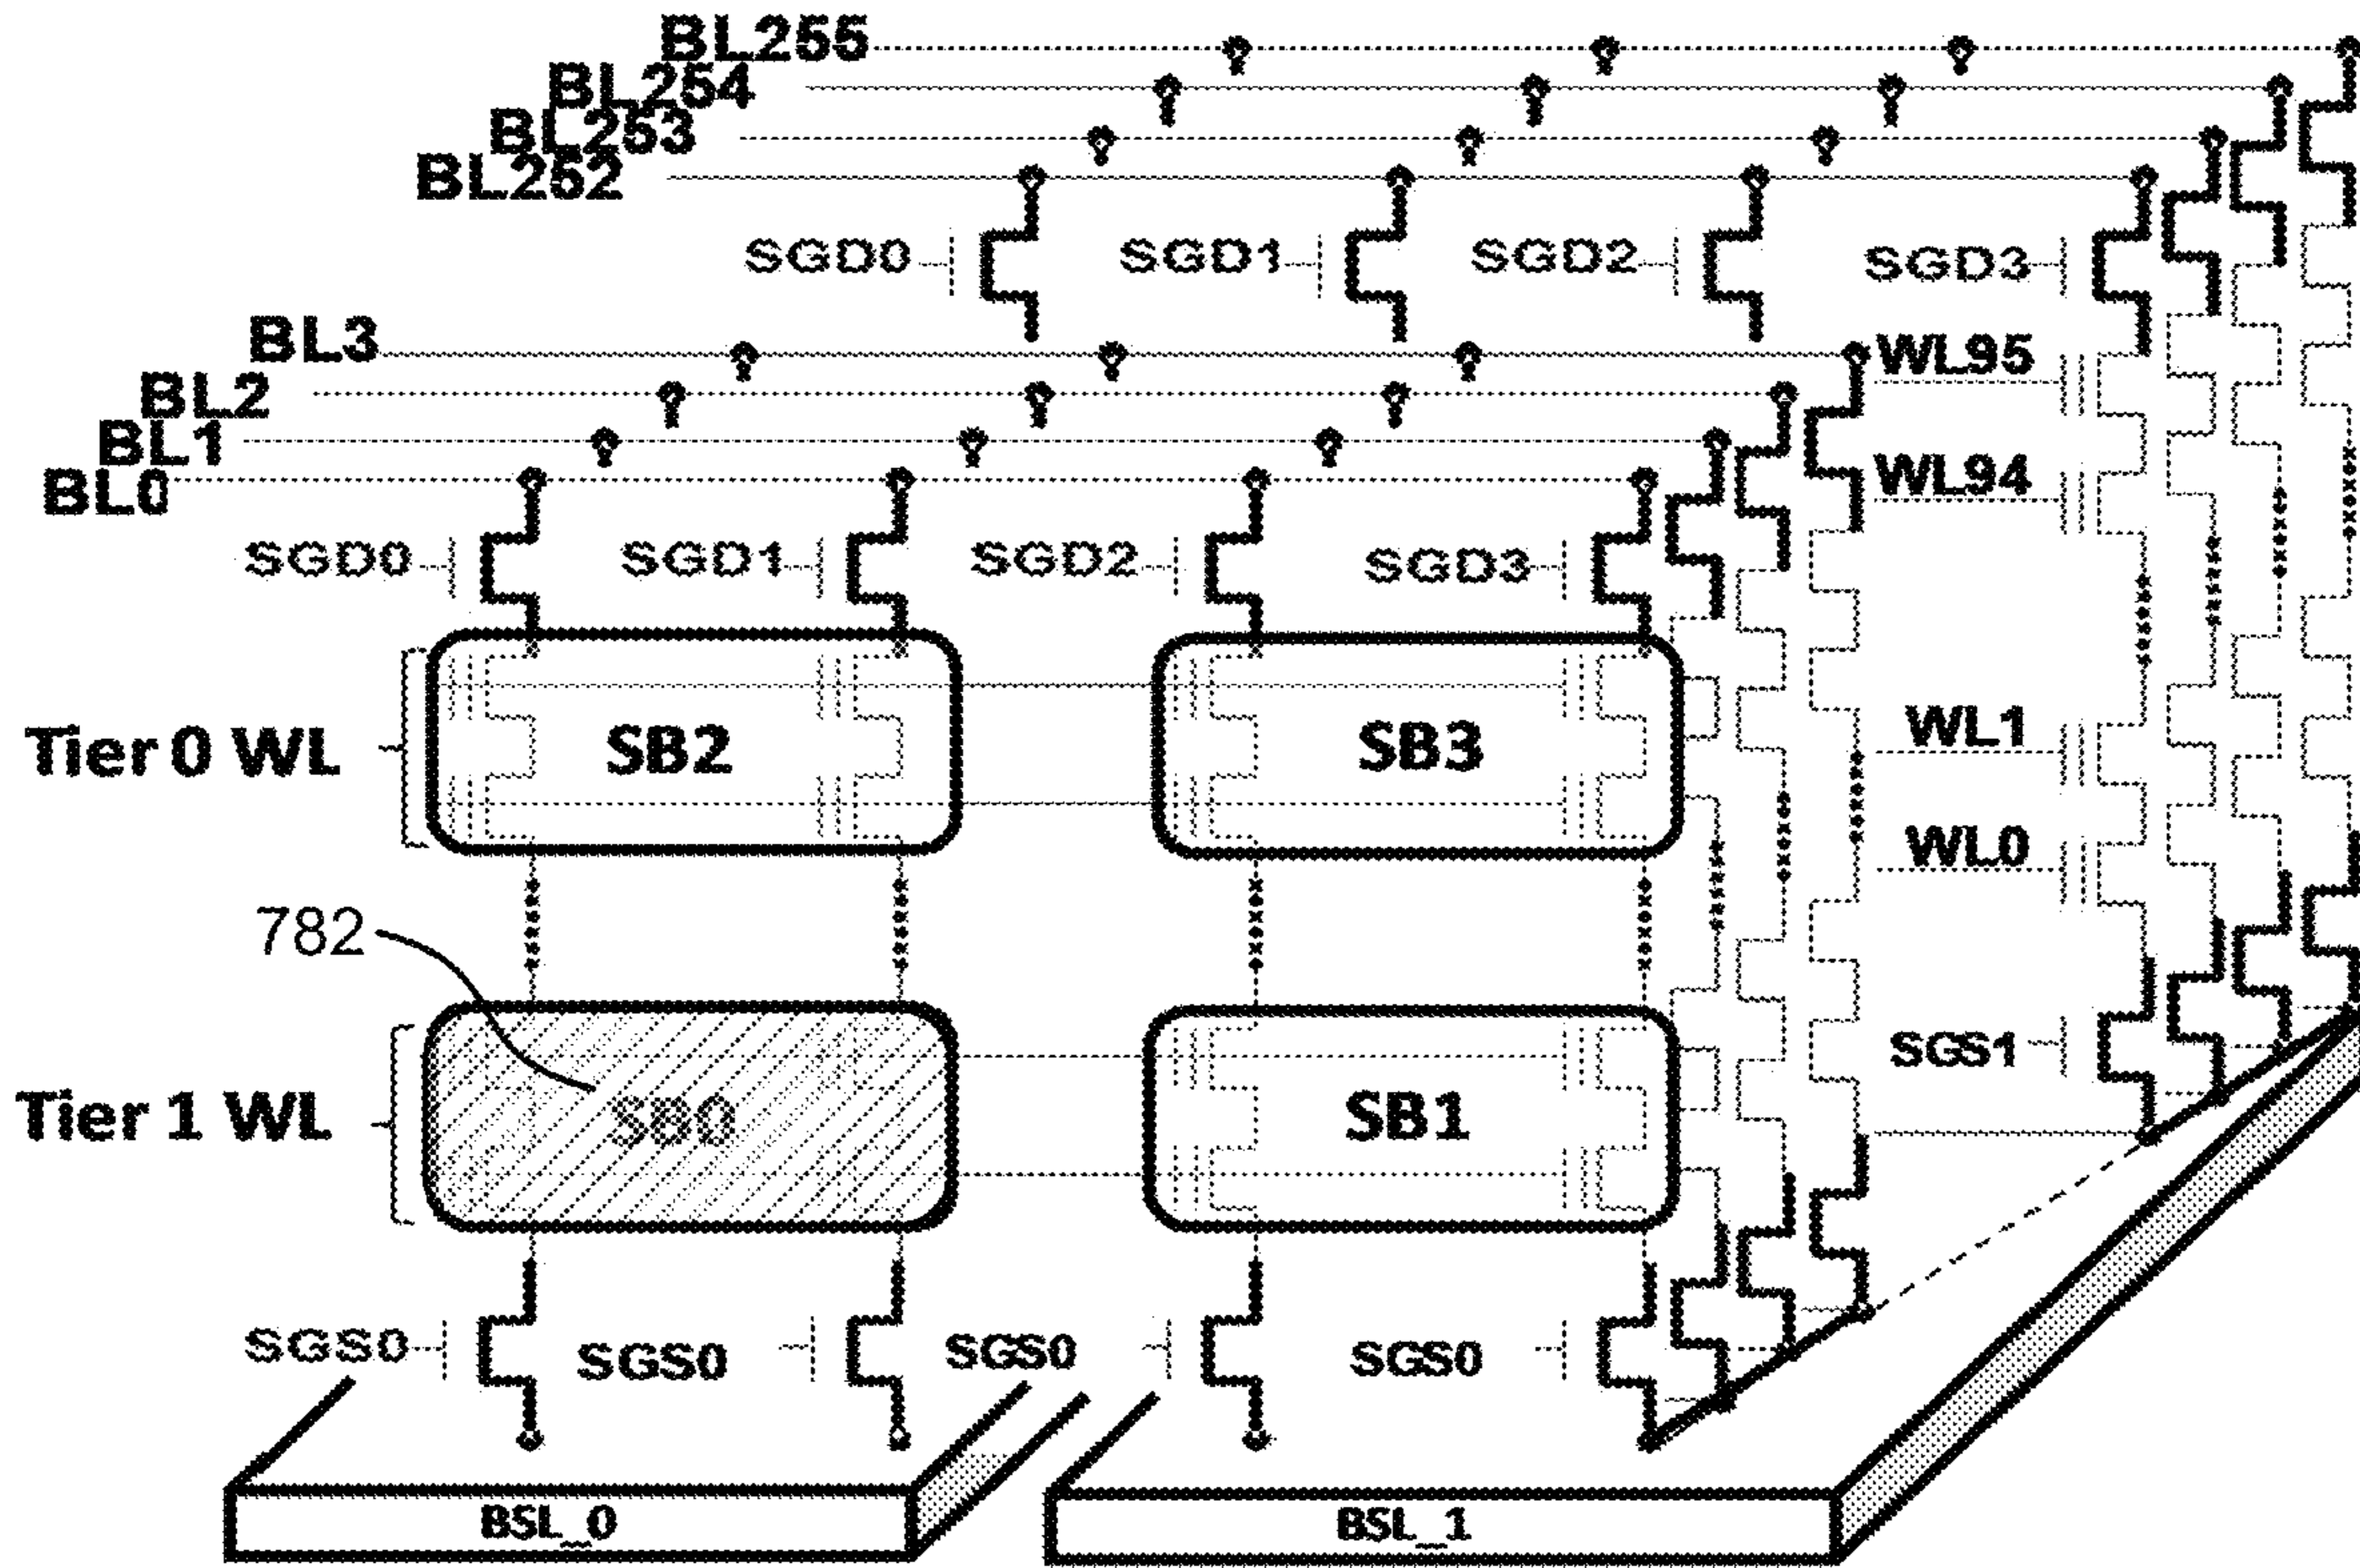 BL255
BL254
BL253
BL252
SGD0 SGD1 SGD2 SGD3
BL3 WL95
BL2
BL1
WL94
BL0
SGD0 SGD1 SGD2 SGD3
Tier 0 WL SB2 SB3 WL1
WL0
782
SGS1
Tier 1 WL SB0 SB1
SGS0 SGS0 SGS0 SGS0
BSL_0 BSL_1